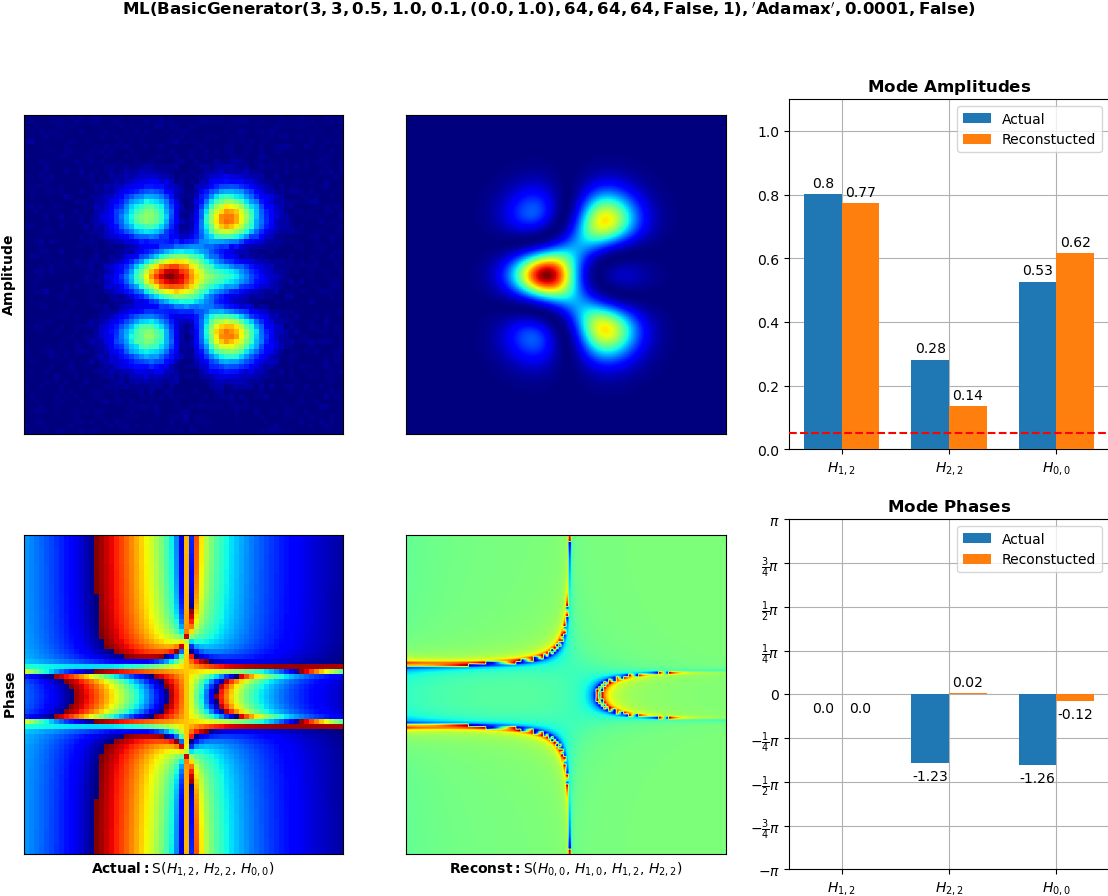 ML(BasicGenerator(3, 3, 0.5, 1.0, 0.1, (0.0, 1.0), 64, 64, 64, False, 1), ′Adamax′, 0.0001, False)
Amplitude
Mode Amplitudes
Actual
Reconstucted
1.0
0.8
0.6
0.4
0.2
0.0
0.8
0.77
0.28
0.14
0.53
0.62
H1,2
H2,2
H0,0
Phase
Actual: S(H1,2, H2,2, H0,0)
Reconst: S(H0,0, H1,0, H1,2, H2,2)
Mode Phases
Actual
Reconstucted
π
3/4π
1/2π
1/4π
0
−1/4π
−1/2π
−3/4π
−π
0.0
0.0
-1.23
0.02
-1.26
-0.12
H1,2
H2,2
H0,0